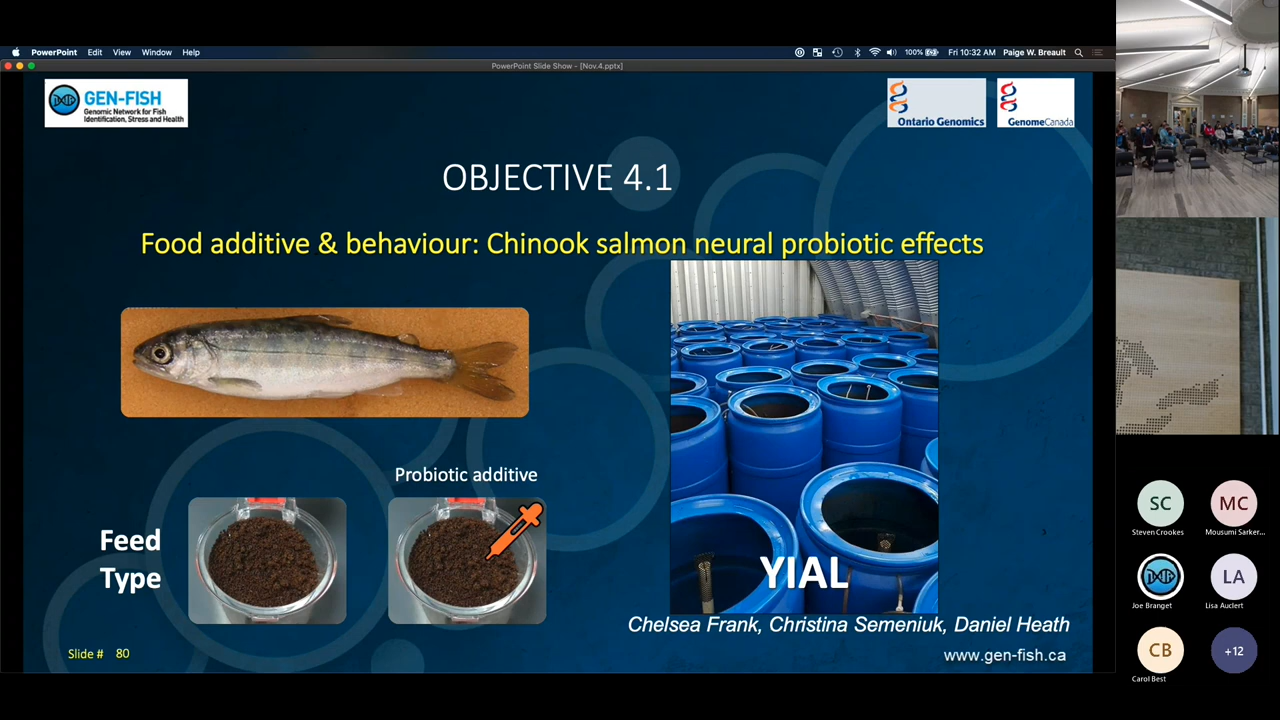 PowerPoint Edit View Window Help
100% Fri 10:32 AM Paige W. Breault
PowerPoint Slide Show - [Nov.4.pptx]
GEN-FISH
Genomic Network for Fish
Identification, Stress and Health
Ontario Genomics
GenomeCanada
OBJECTIVE 4.1
Food additive & behaviour: Chinook salmon neural probiotic effects
Probiotic additive
Feed
Type
YIAL
Chelsea Frank, Christina Semeniuk, Daniel Heath
www.gen-fish.ca
Slide # 80
SC
Steven Crookes
MC
Mousumi Sarker...
Joe Branget
LA
Lisa Auclert
CB
Carol Best
+12